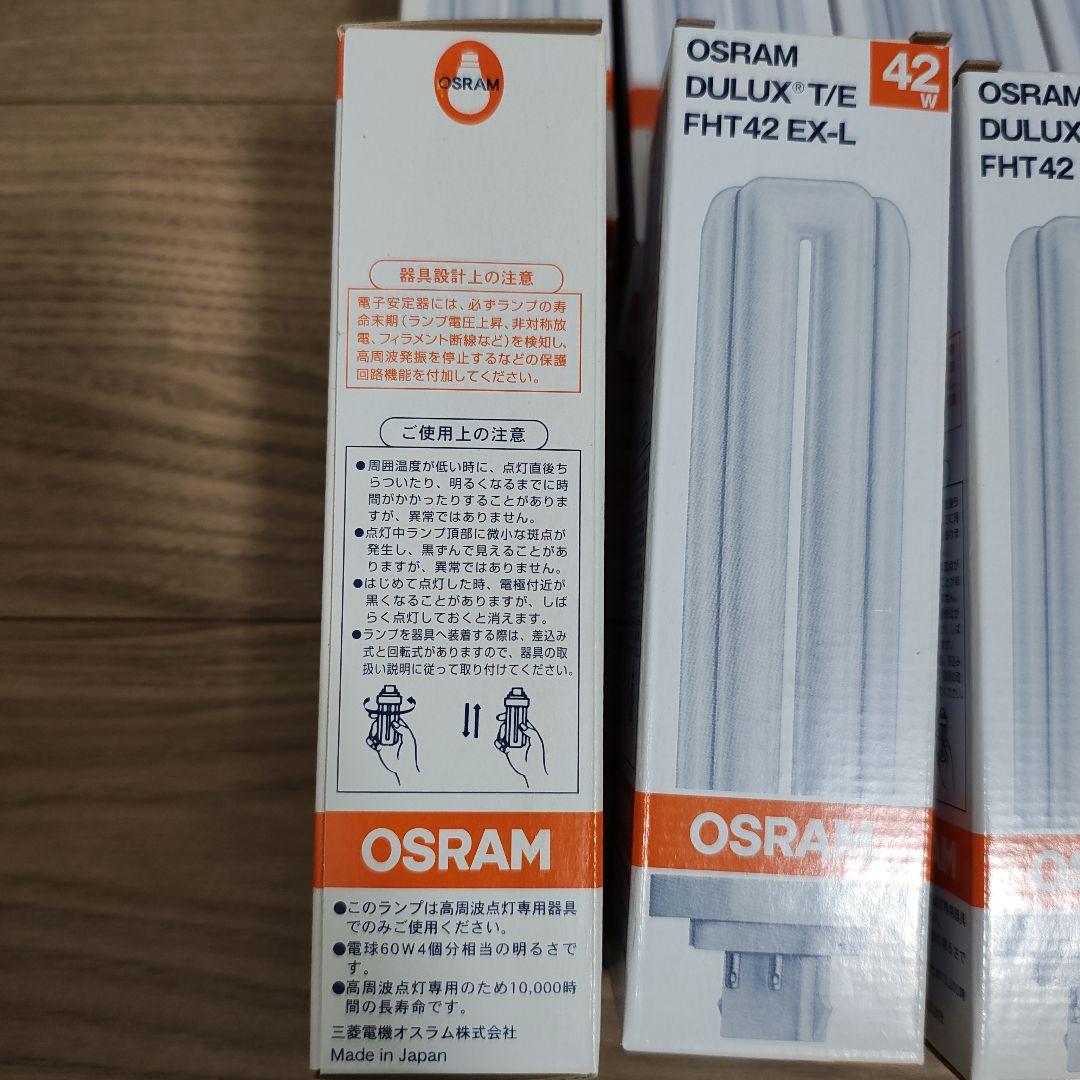 OSRAM
器具設計上の注意
電子安定器には、必ずランプの寿
命末期(ランプ電圧上昇、非対称放
電、フィラメント断線など)を検知し、
高周波発振を停止するなどの保護
回路機能を付加してください。
ご使用上の注意
●周囲温度が低い時に、点灯直後ち
らついたり、明るくなるまでに時
間がかかったりすることがありま
すが、異常ではありません。
●点灯中ランプ頂部に微小な斑点が
発生し、黒ずんで見えることがあ
りますが、異常ではありません。
●はじめて点灯した時、電極付近が
黒くなることがありますが、しば
らく点灯しておくと消えます。
●ランプを器具へ装着する際は、差込み
式と回転式がありますので、器具の取
扱い説明に従って取り付けてください。
OSRAM
●このランプは高周波点灯専用器具
でのみご使用ください。
●電球60W4個分相当の明るさで
す。
●高周波点灯専用のため10,000時
間の長寿命です。
三菱電機オスラム株式会社
Made in Japan
OSRAM
DULUX® T/E
FHT42 EX-L
42
W
OSRAM
OSRAM
DULUX
FHT42